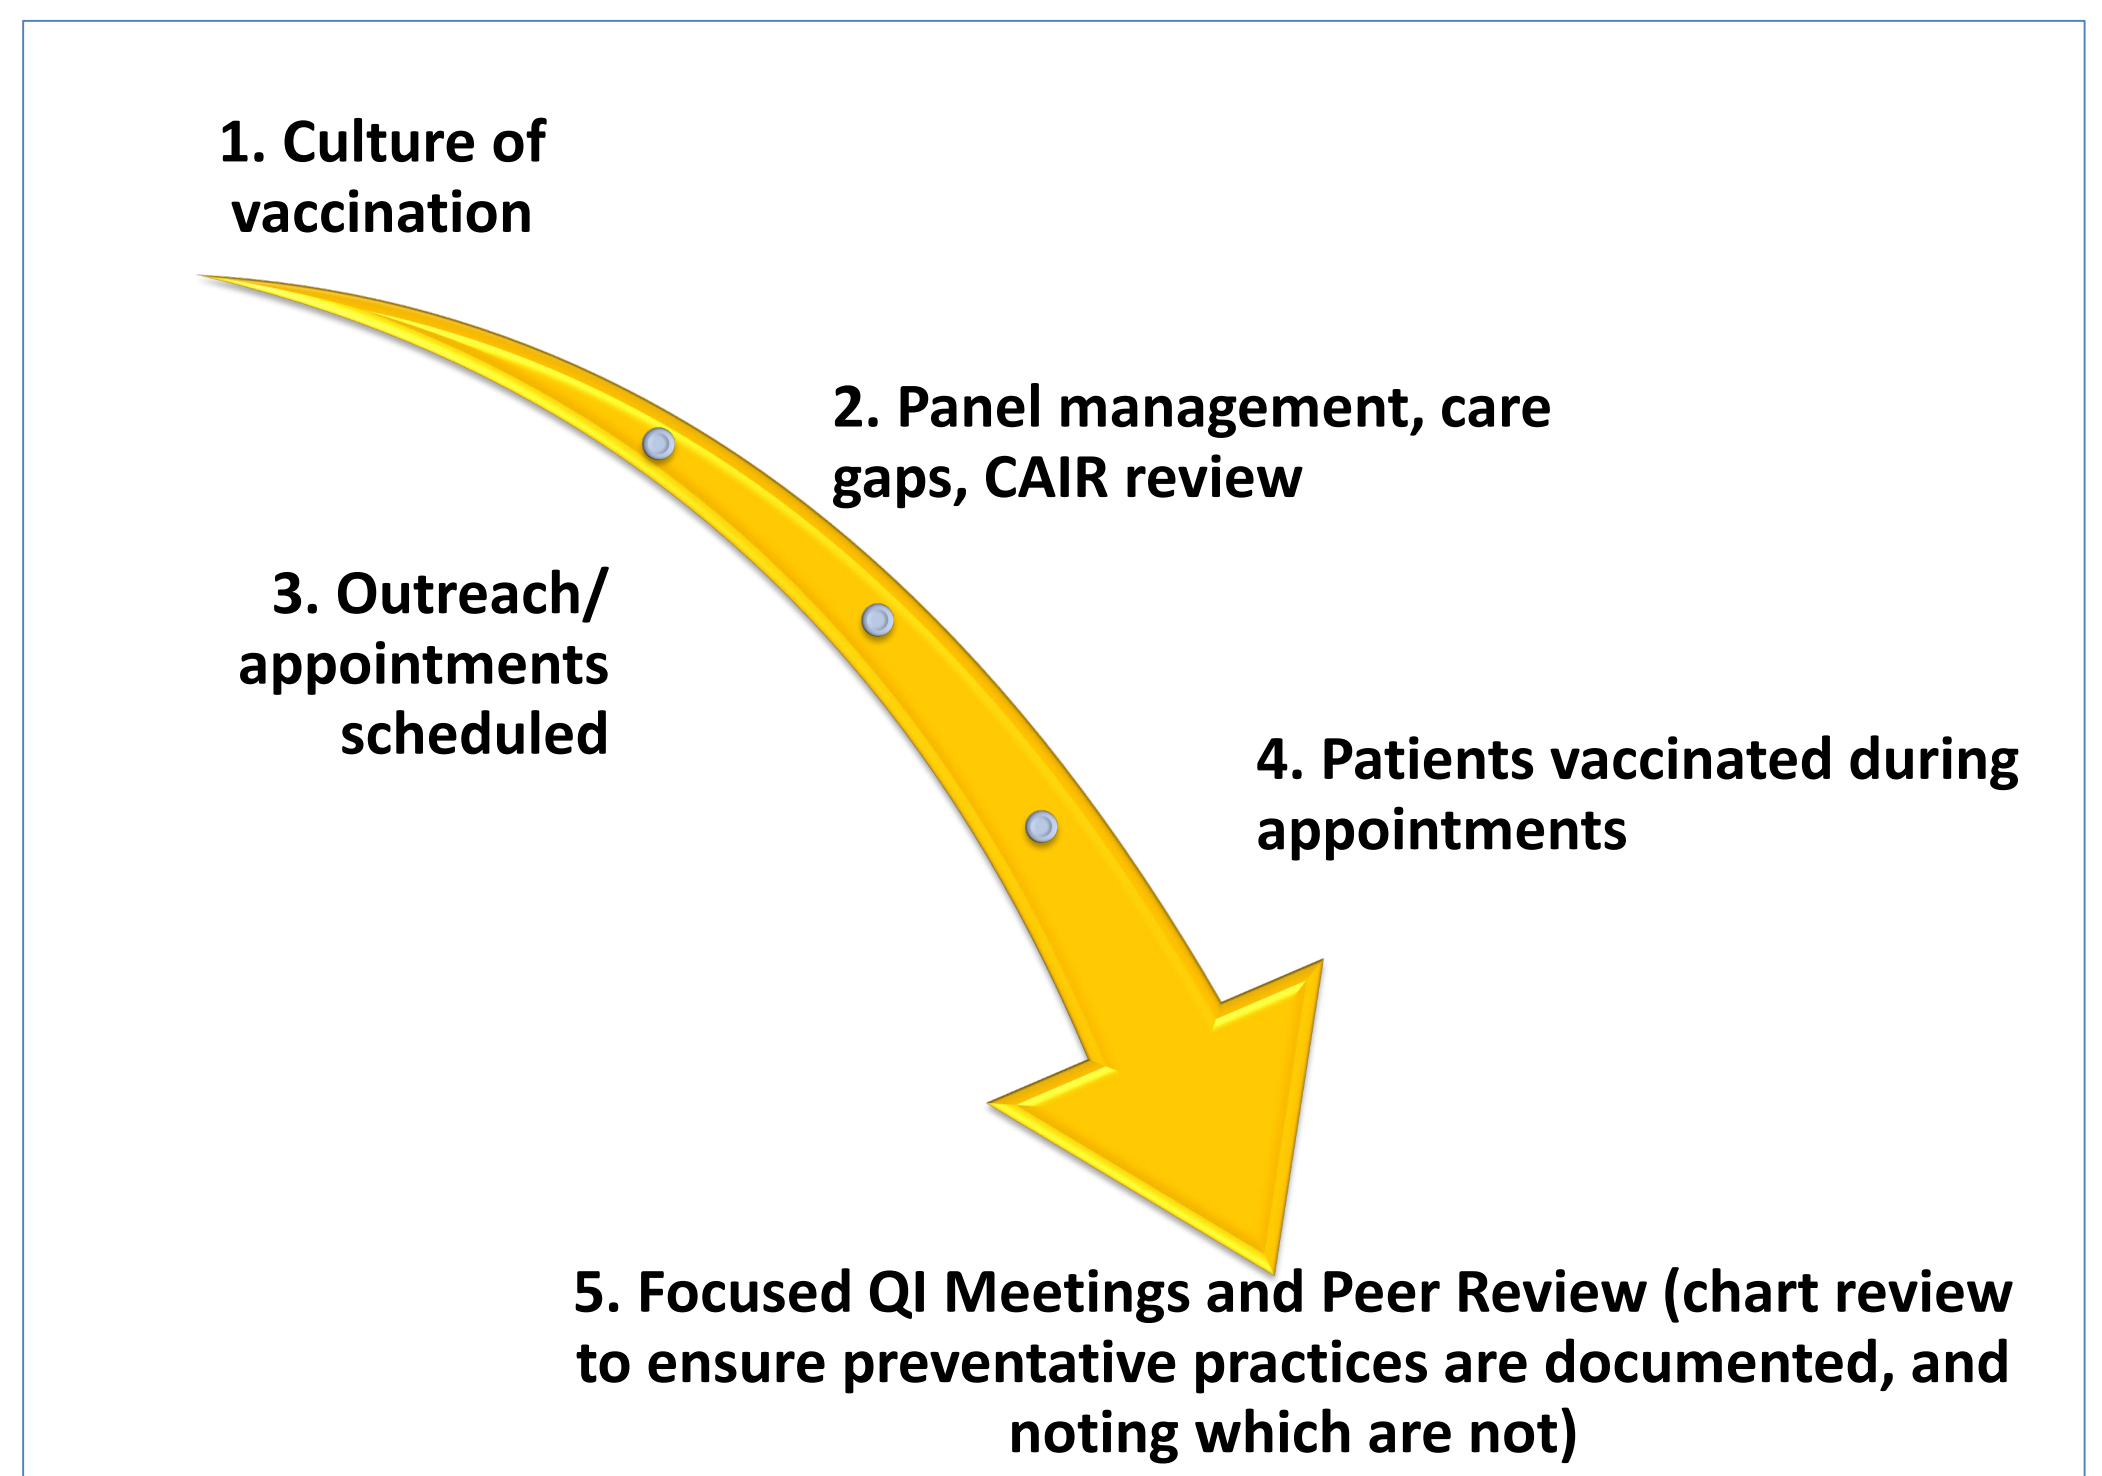 1. Culture of
vaccination
2. Panel management, care
gaps, CAIR review
3. Outreach/
appointments
scheduled
4. Patients vaccinated during
appointments
5. Focused QI Meetings and Peer Review (chart review
to ensure preventative practices are documented, and
noting which are not)